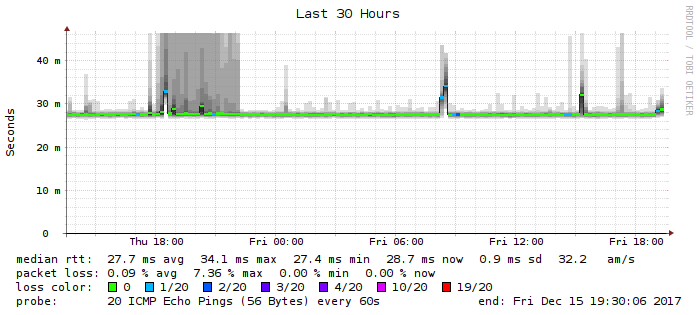 Last 30 Hours
RRDTOOL / TOBI OETIKER
Seconds
40 m
30 m
20 m
10 m
0
Thu 18:00 Fri 00:00 Fri 06:00 Fri 12:00 Fri 18:00
median rtt: 27.7 ms avg 34.1 ms max 27.4 ms min 28.7 ms now 0.9 ms sd 32.2 am/s
packet loss: 0.09 % avg 7.36 % max 0.00 % min 0.00 % now
loss color: 0 1/20 2/20 3/20 4/20 10/20 19/20
probe: 20 ICMP Echo Pings (56 Bytes) every 60s end: Fri Dec 15 19:30:06 2017